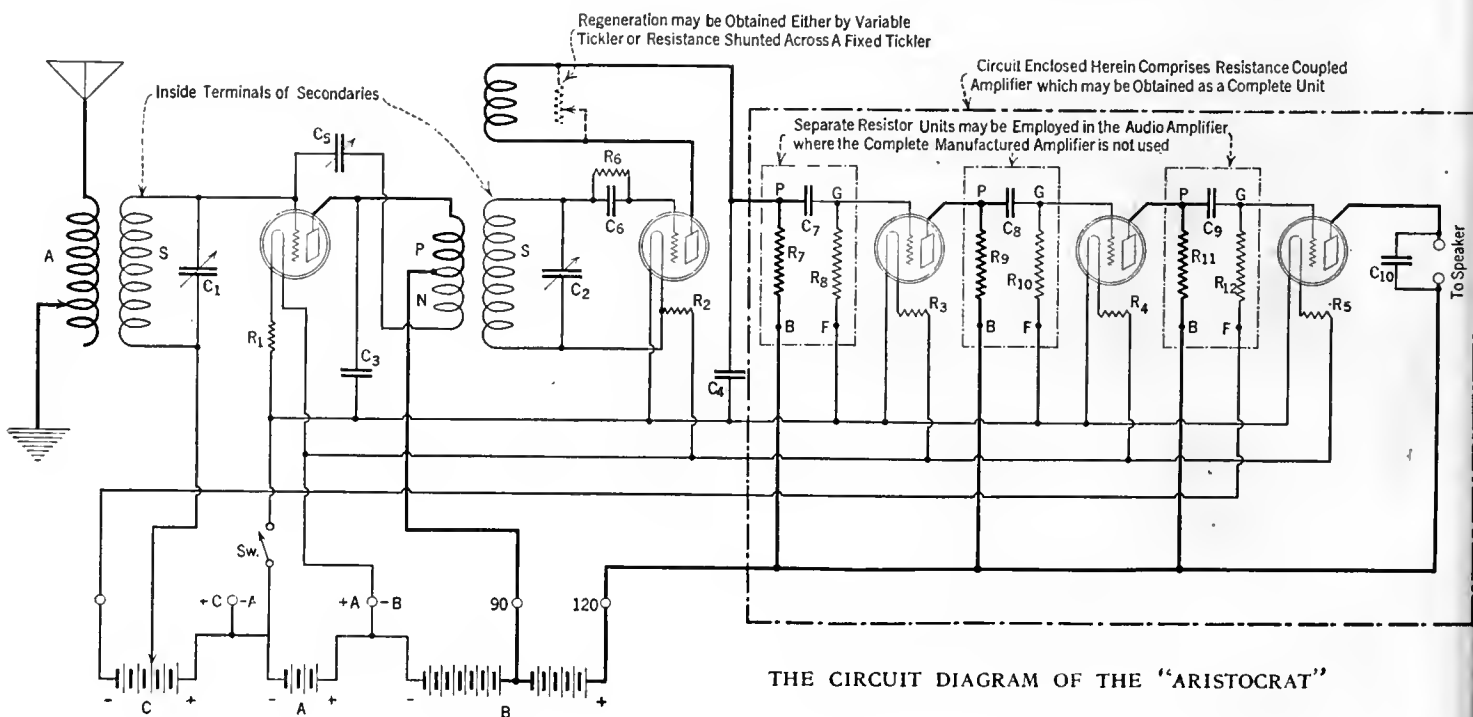 Regeneration may be Obtained Either by Variable
Tickler or Resistance Shunted Across A Fixed Tickler
Circuit Enclosed Herein Comprises Resistance Coupled
Amplifier which may be Obtained as a Complete Unit
Inside Terminals of Secondaries
Separate Resistor Units may be Employed in the Audio Amplifier
where the Complete Manufactured Amplifier is not used
C5
R6
C6
A
S
C1
P
N
S
C2
R1
C3
R2
C4
P
G
C7
R7
R8
B
F
R3
P
G
C8
R9
R10
B
F
R4
P
G
C9
R11
R12
B
F
R5
C10
To Speaker
Sw.
+C
-A
+A
-B
90
120
-
+
C
-
+
A
-
+
B
THE CIRCUIT DIAGRAM OF THE "ARISTOCRAT"